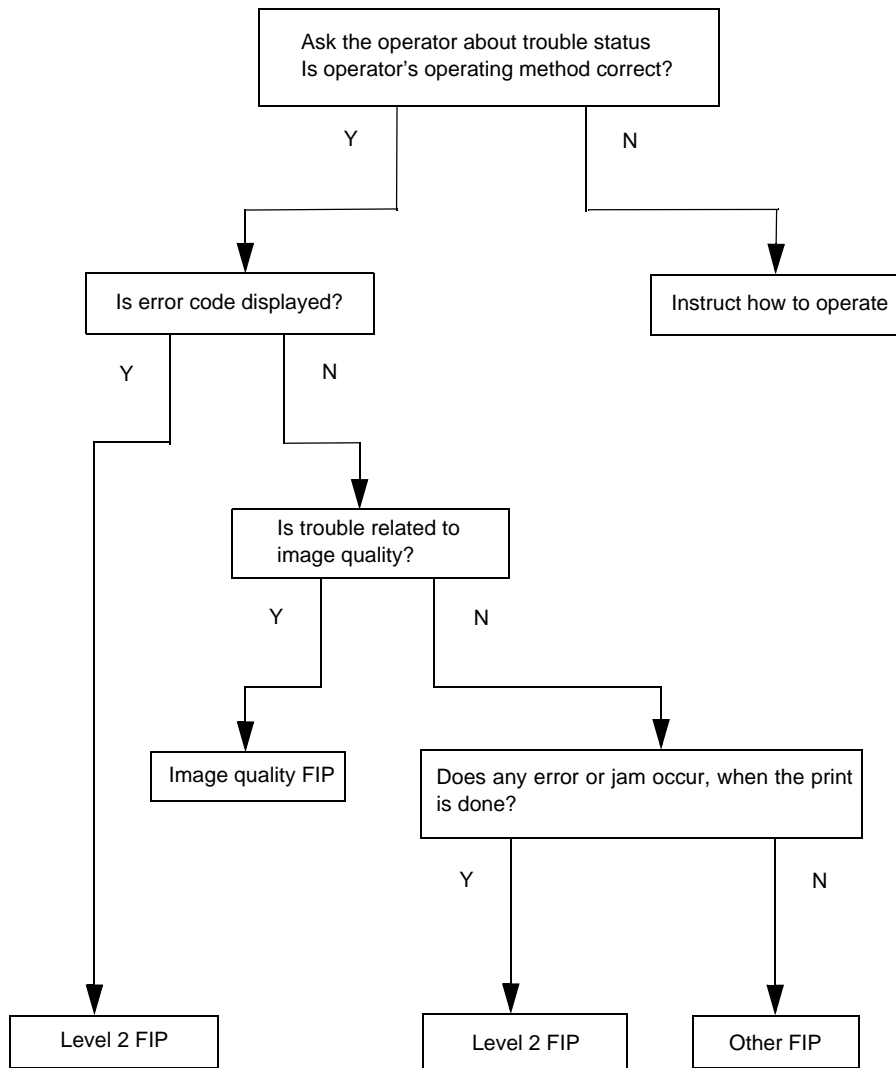 Ask the operator about trouble status
Is operator's operating method correct?
Y
N
Is error code displayed?
Instruct how to operate
Y
N
Is trouble related to
image quality?
Y
N
Image quality FIP
Does any error or jam occur, when the print
is done?
Y
N
Level 2 FIP
Level 2 FIP
Other FIP